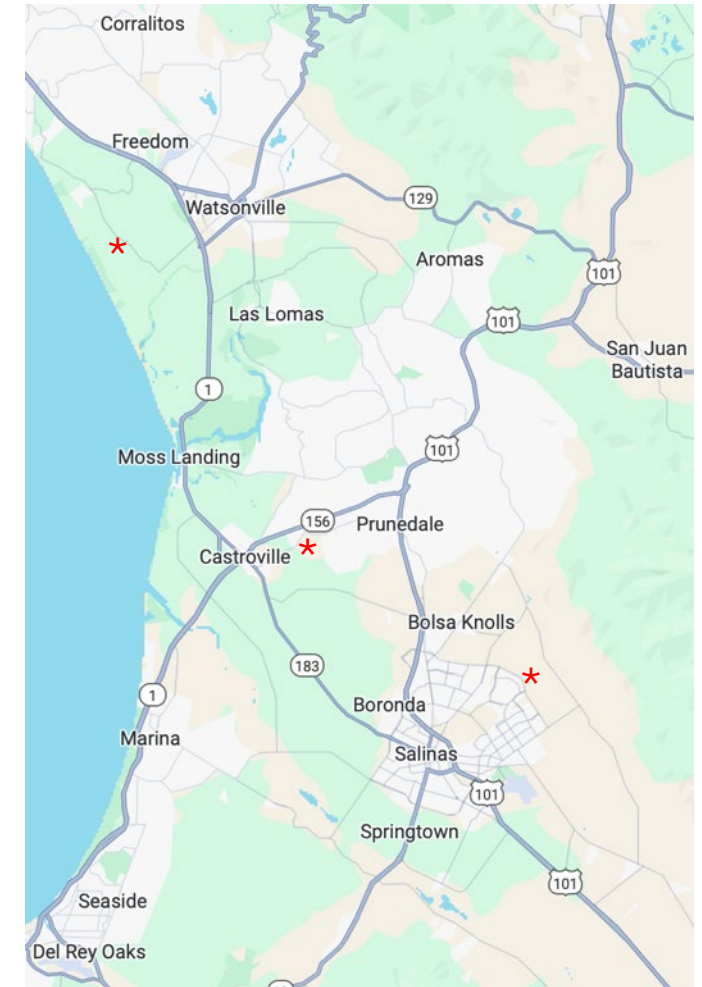 Corralitos
Freedom
129
Watsonville
*
Aromas
101
Las Lomas
101
San Juan
Bautista
1
101
Moss Landing
156
Prunedale
*
Castroville
Bolsa Knolls
183
*
1
Boronda
Marina
Salinas
101
Springtown
101
Seaside
Del Rey Oaks